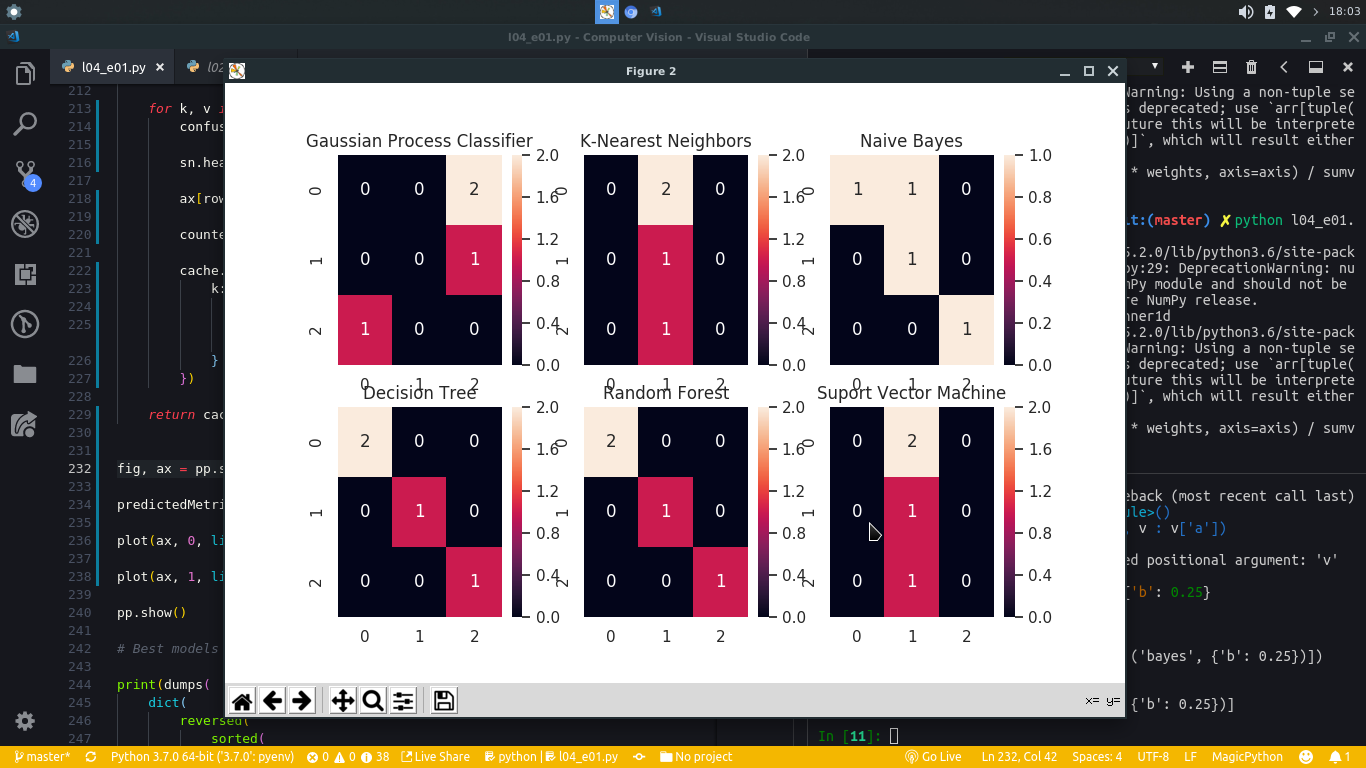 18:03
l04_e01.py - Computer Vision - Visual Studio Code
l04_e01.py
Figure 2
212
213 for k, v
214 confus
215
216 sn.hea
217
218 ax[row
219
220 counte
221
222 cache.
223 k:
224
225
226 }
227 })
228
229 return cac
230
231
232 fig, ax = pp.s
233
234 predictedMetri
235
236 plot(ax, 0, li
237
238 plot(ax, 1, li
239
240 pp.show()
241
242 # Best models
243
244 print(dumps(
245 dict(
246 reversed(
247 sorted(
4
Gaussian Process Classifier
0 0 0 2
1 0 0 1
2 1 0 0
0 1 2
2.0
1.6
1.2
0.8
0.4
0.0
K-Nearest Neighbors
0 0 2 0
1 0 1 0
2 0 1 0
0 1 2
2.0
1.6
1.2
0.8
0.4
0.0
Naive Bayes
0 1 1 0
1 0 1 0
2 0 0 1
0 1 2
1.0
0.8
0.6
0.4
0.2
0.0
Decision Tree
0 2 0 0
1 0 1 0
2 0 0 1
0 1 2
2.0
1.6
1.2
0.8
0.4
0.0
Random Forest
0 2 0 0
1 0 1 0
2 0 0 1
0 1 2
2.0
1.6
1.2
0.8
0.4
0.0
Suport Vector Machine
0 0 2 0
1 0 1 0
2 0 1 0
0 1 2
2.0
1.6
1.2
0.8
0.4
0.0
x= y=
Warning: Using a non-tuple se
s deprecated; use `arr[tuple(
uture this will be interprete
)]`, which will result either
* weights, axis=axis) / sumv
it:(master) ✗ python l04_e01.
5.2.0/lib/python3.6/site-pack
py:29: DeprecationWarning: nu
mPy module and should not be
re NumPy release.
nner1d
5.2.0/lib/python3.6/site-pack
Warning: Using a non-tuple se
s deprecated; use `arr[tuple(
uture this will be interprete
)]`, which will result either
* weights, axis=axis) / sumv
eback (most recent call last)
ule>()
, v : v['a'])
ed positional argument: 'v'
['b': 0.25}
('bayes', {'b': 0.25})])
{'b': 0.25})]
In [11]:
master* Python 3.7.0 64-bit ('3.7.0': pyenv) 0 0 38 Live Share python | l04_e01.py No project Go Live Ln 232, Col 42 Spaces: 4 UTF-8 LF MagicPython 1